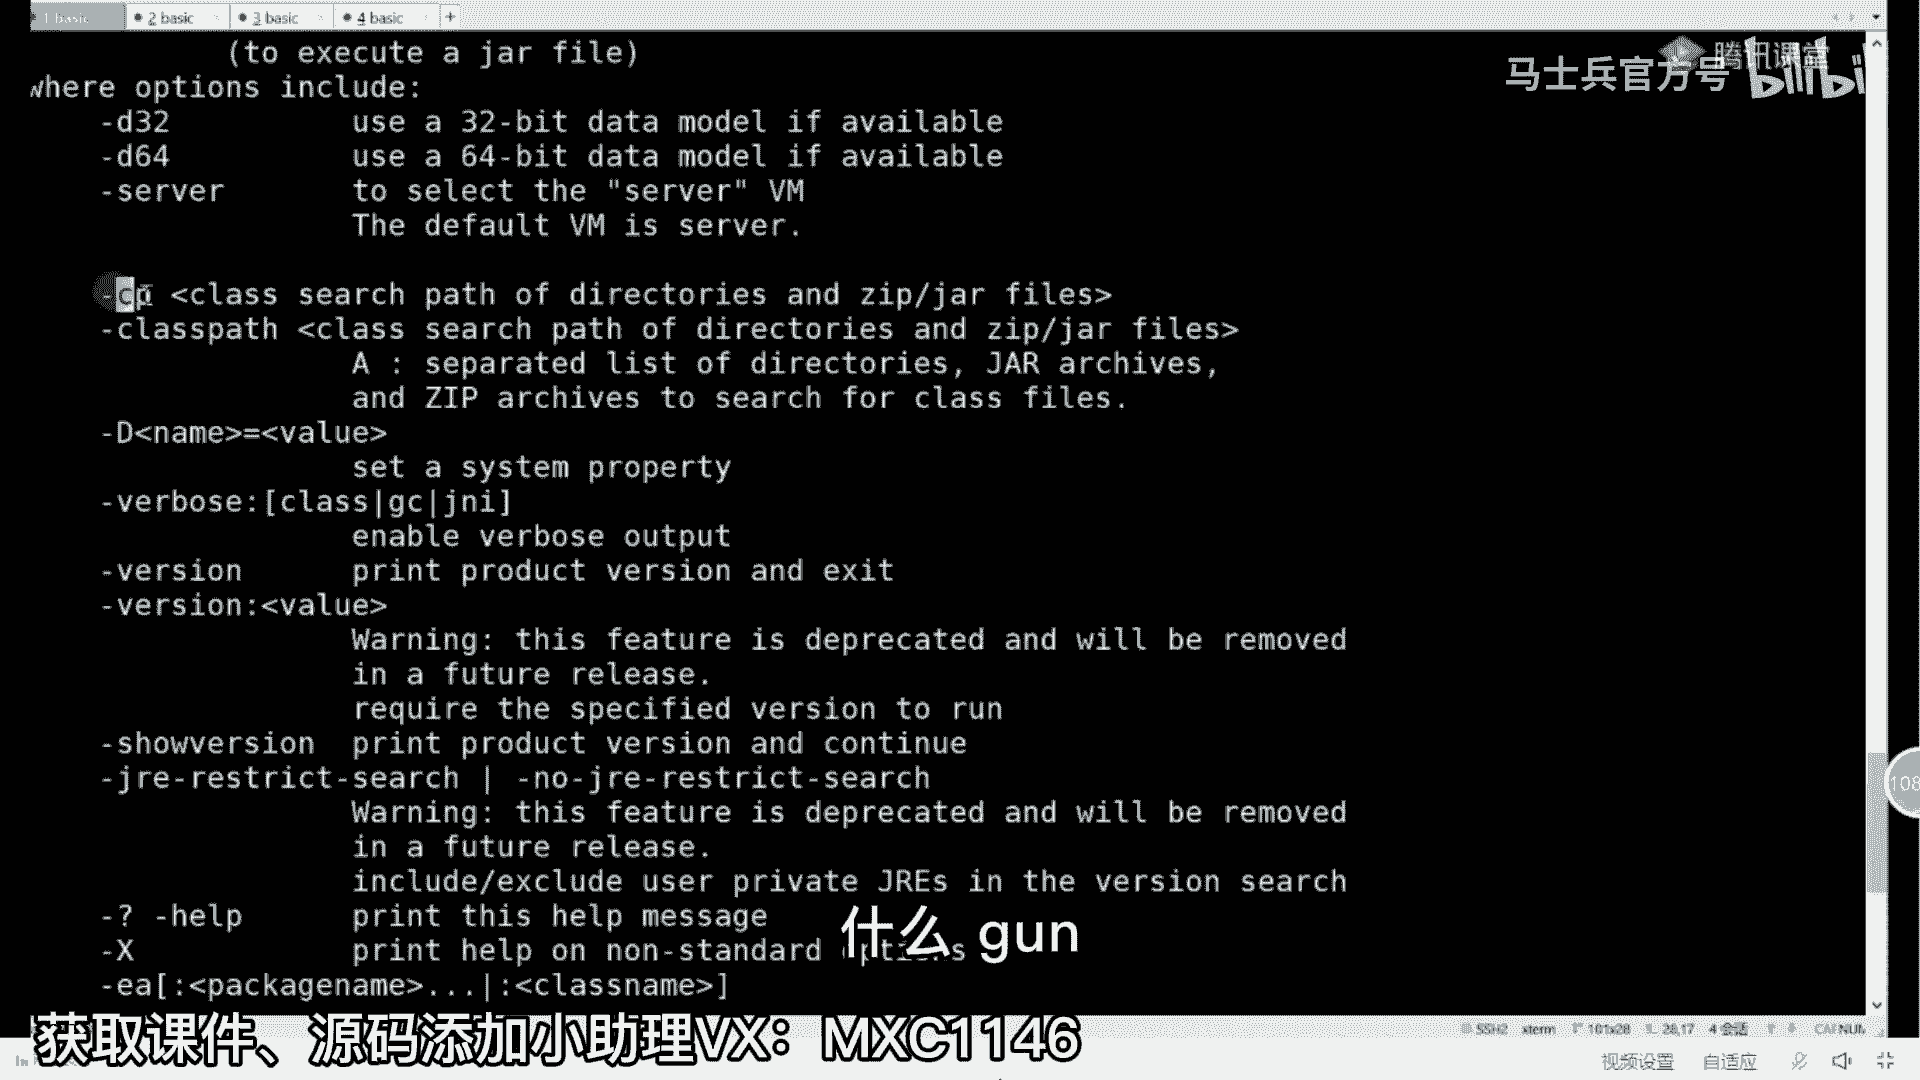 1 basic
2 basic
3 basic
4 basic
+
(to execute a jar file)
where options include:
-d32 use a 32-bit data model if available
-d64 use a 64-bit data model if available
-server to select the "server" VM
The default VM is server.
-cp <class search path of directories and zip/jar files>
-classpath <class search path of directories and zip/jar files>
A : separated list of directories, JAR archives,
and ZIP archives to search for class files.
-D<name>=<value>
set a system property
-verbose:[class|gc|jni]
enable verbose output
-version print product version and exit
-version:<value>
Warning: this feature is deprecated and will be removed
in a future release.
require the specified version to run
-showversion print product version and continue
-jre-restrict-search | -no-jre-restrict-search
Warning: this feature is deprecated and will be removed
in a future release.
include/exclude user private JREs in the version search
-? -help print this help message
-X print help on non-standard options
-ea[:<packagename>...|:<classname>]
腾讯课堂
马士兵官方号 bilibi
108
什么 gun
获取课件、源码添加小助理VX：MXC1146
SSH2 xterm 101x28 28,17 4 会话 CAP NUM
视频设置 自适应